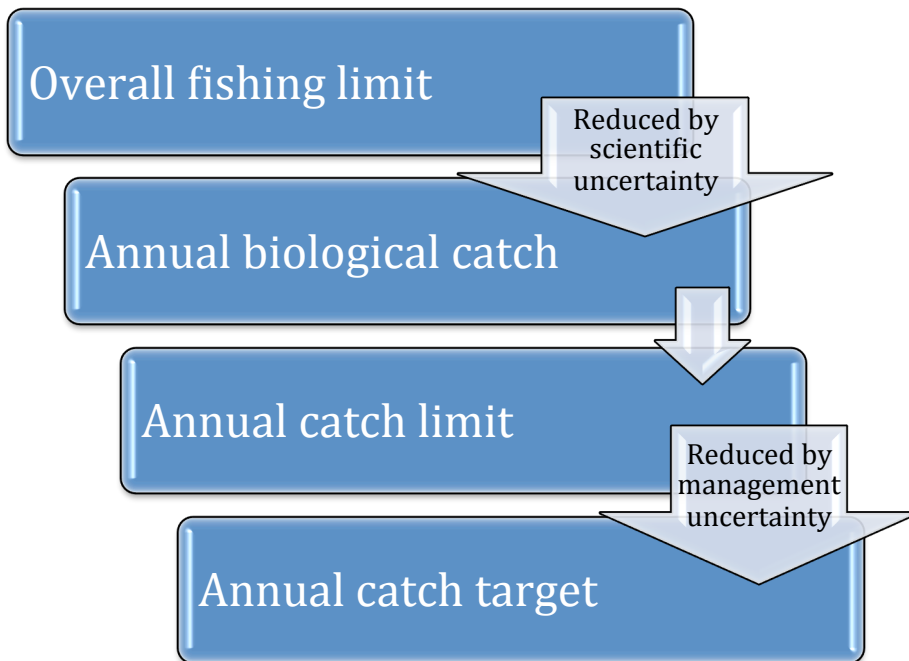 Overall fishing limit
Reduced by
scientific
uncertainty
Annual biological catch
Annual catch limit
Reduced by
management
uncertainty
Annual catch target